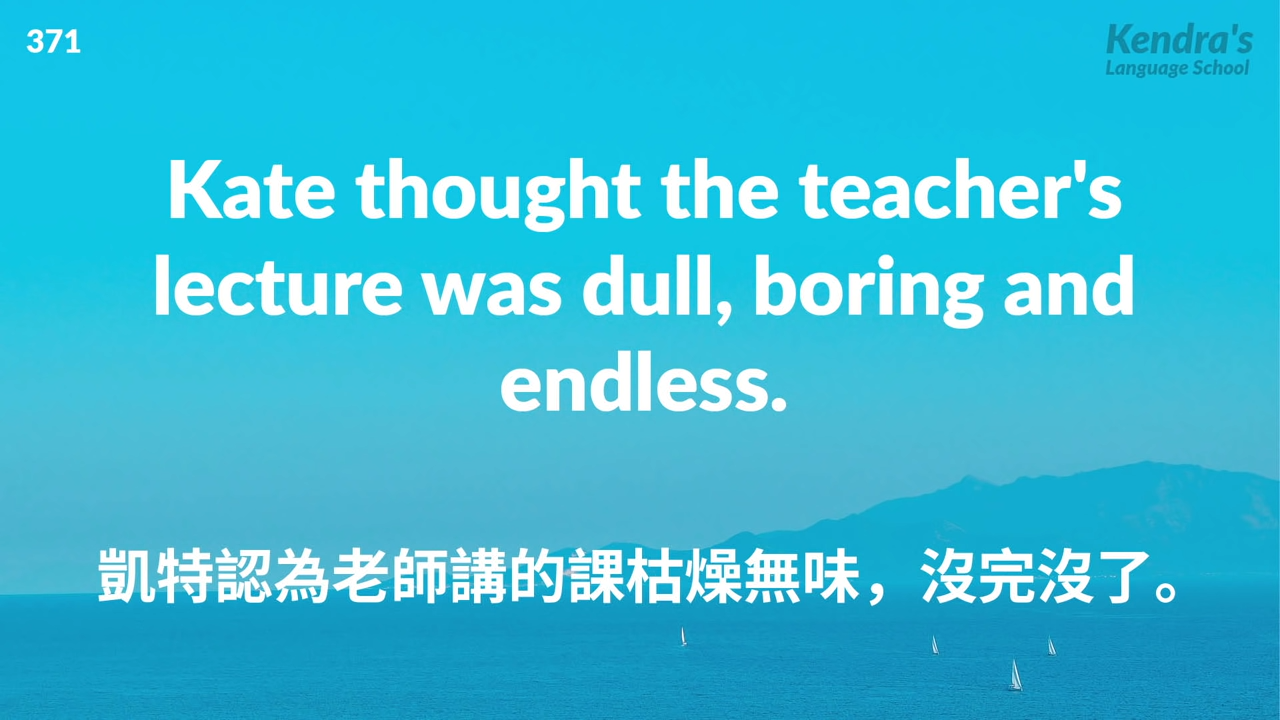 371
Kendra's
Language School
Kate thought the teacher's
lecture was dull, boring and
endless.
凱特認為老師講的課枯燥無味，沒完沒了。